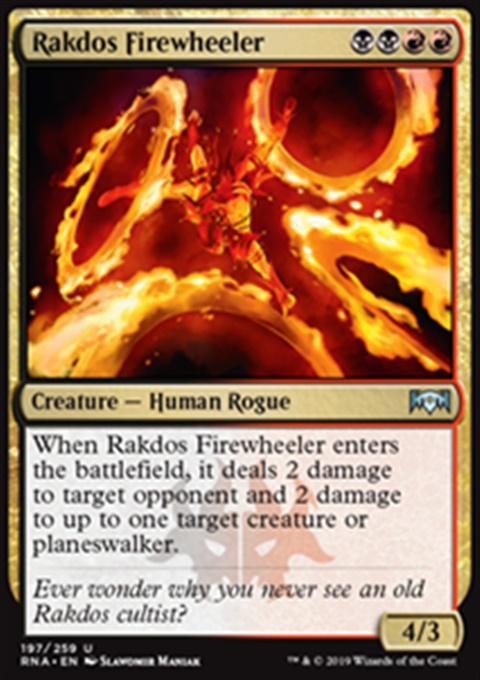 Rakdos Firewheeler
Creature — Human Rogue
When Rakdos Firewheeler enters
the battlefield, it deals 2 damage
to target opponent and 2 damage
to up to one target creature or
planeswalker.
Ever wonder why you never see an old
Rakdos cultist?
4/3
197/259 U
RNA • EN Slawomir Maniak
™ & © 2019 Wizards of the Coast